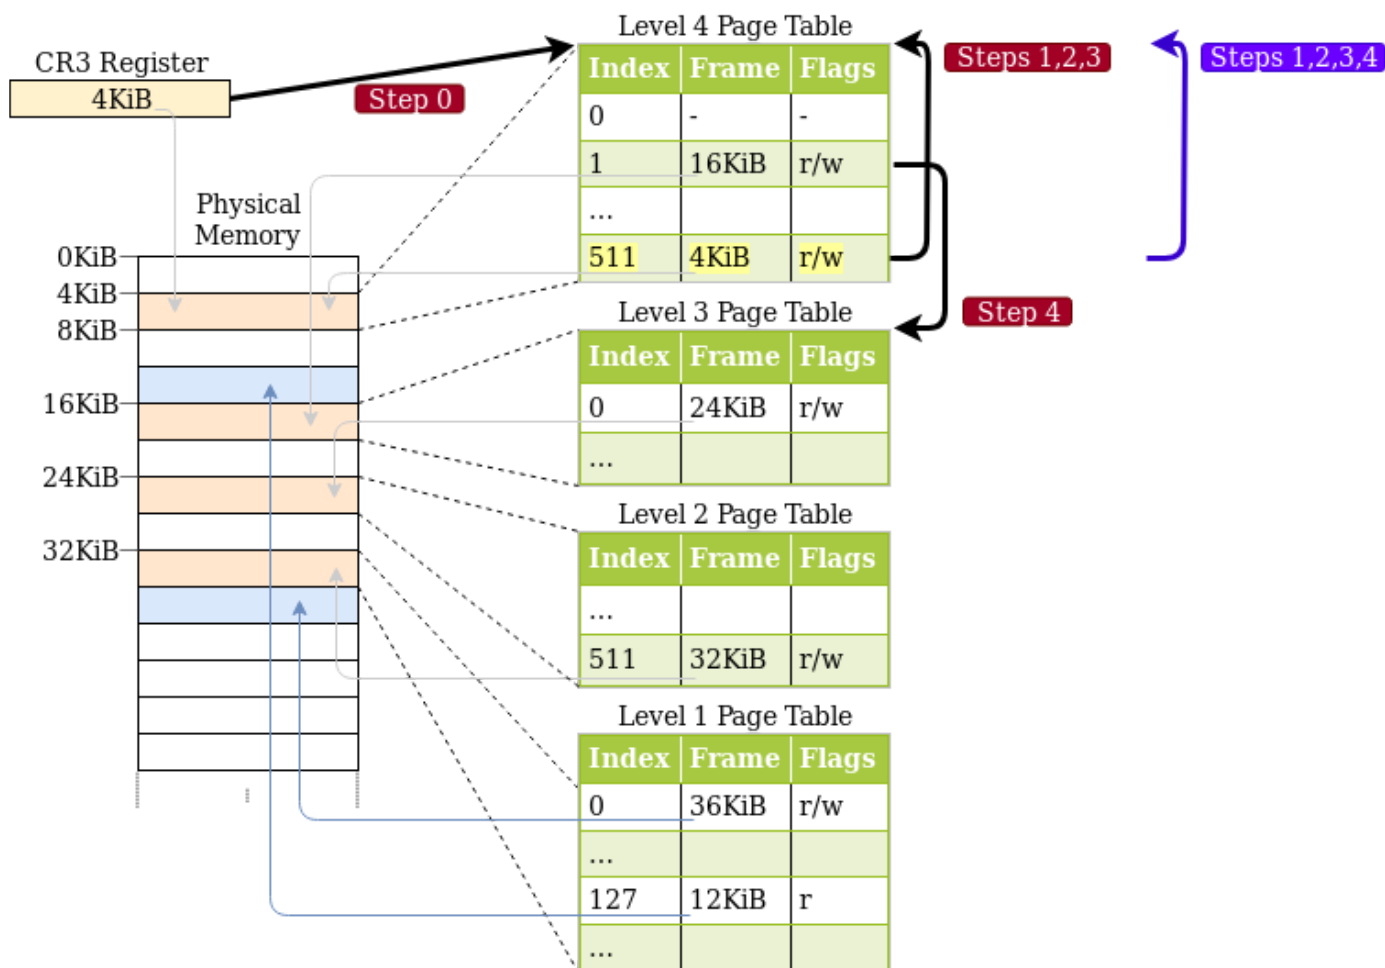 Level 4 Page Table
CR3 Register
4KiB
Step 0
Index Frame Flags
0 - -
1 16KiB r/w
...
511 4KiB r/w
Steps 1,2,3
Steps 1,2,3,4
Step 4
Physical
Memory
0KiB
4KiB
8KiB
16KiB
24KiB
32KiB
Level 3 Page Table
Index Frame Flags
0 24KiB r/w
...
Level 2 Page Table
Index Frame Flags
...
511 32KiB r/w
Level 1 Page Table
Index Frame Flags
0 36KiB r/w
...
127 12KiB r
...